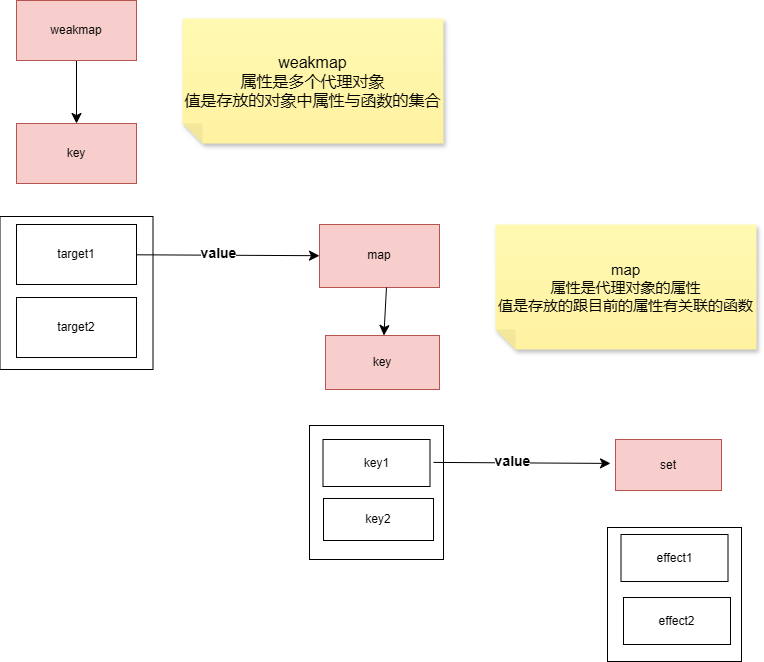 weakmap
weakmap
属性是多个代理对象
值是存放的对象中属性与函数的集合
key
target1
value
map
target2
key
map
属性是代理对象的属性
值是存放的跟目前的属性有关联的函数
key1
value
set
key2
effect1
effect2